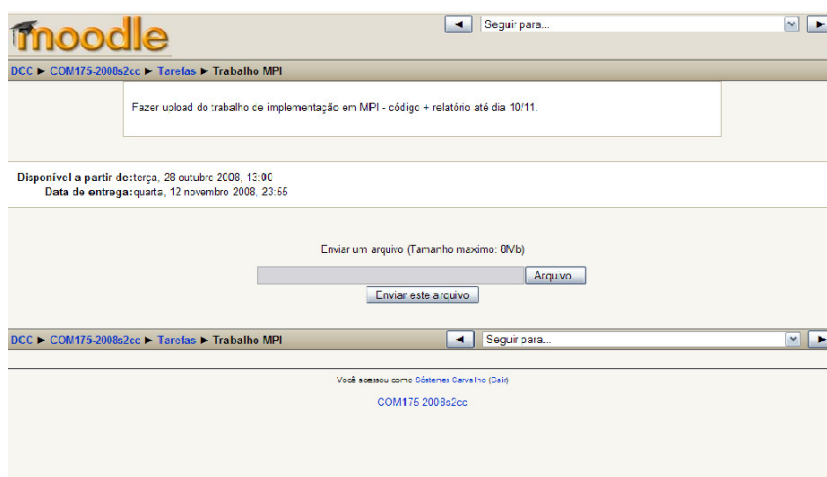 moodle
Seguir para...
DCC ► COM175-2008s2cc ► Tarefas ► Trabalho MPI
Fazer upload do trabalho de implementação em MPI - código + relatório até dia 10/11.
Disponível a partir de: terça, 28 outubro 2008, 13:00
Data de entrega: quarta, 12 novembro 2008, 23:55
Enviar um arquivo (Tamanho maximo: 8Mb)
Arquivo
Enviar este arquivo
DCC ► COM175-2008s2cc ► Tarefas ► Trabalho MPI
Seguir para...
Você acessou como Sóstenes Carvalho (Sair)
COM175-2008s2cc